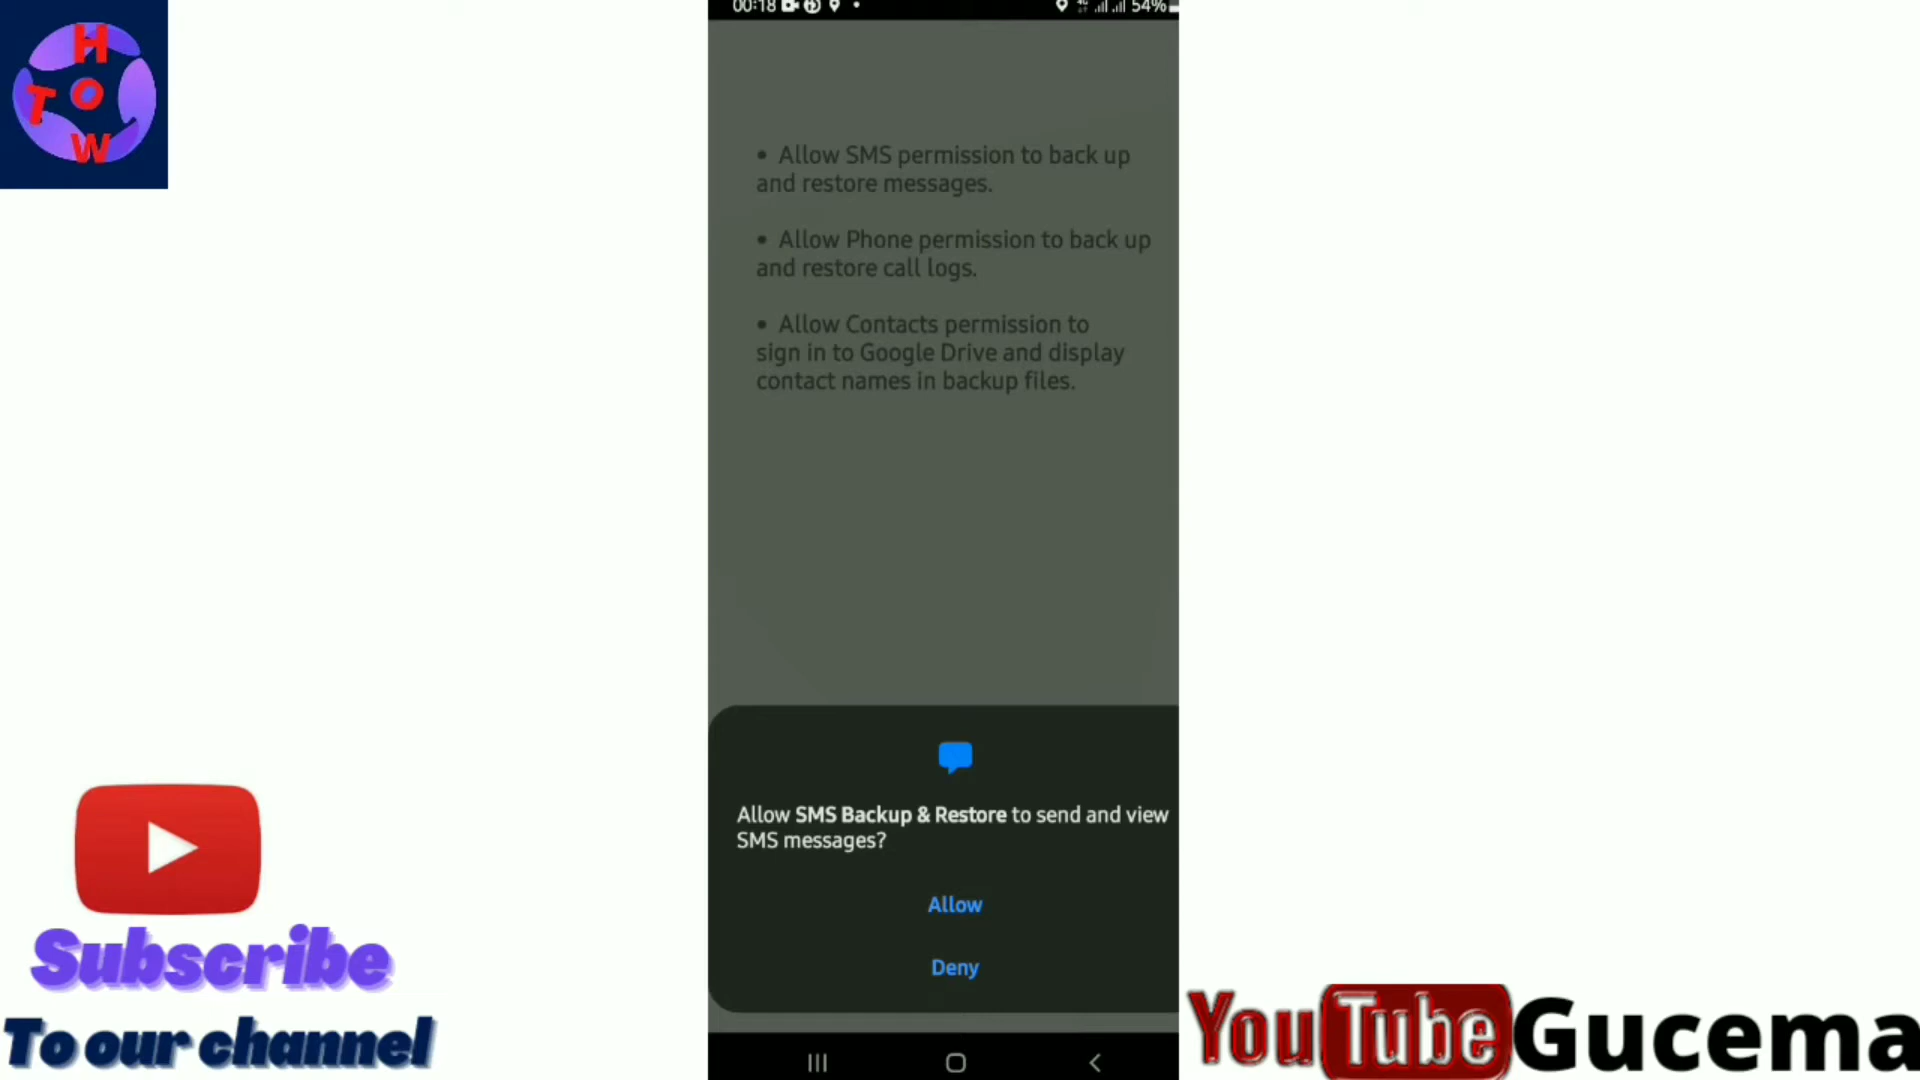 H
T O
W
00:18
54%
• Allow SMS permission to back up
and restore messages.
• Allow Phone permission to back up
and restore call logs.
• Allow Contacts permission to
sign in to Google Drive and display
contact names in backup files.
Allow SMS Backup & Restore to send and view
SMS messages?
Allow
Deny
Subscribe
To our channel
YouTube Gucema